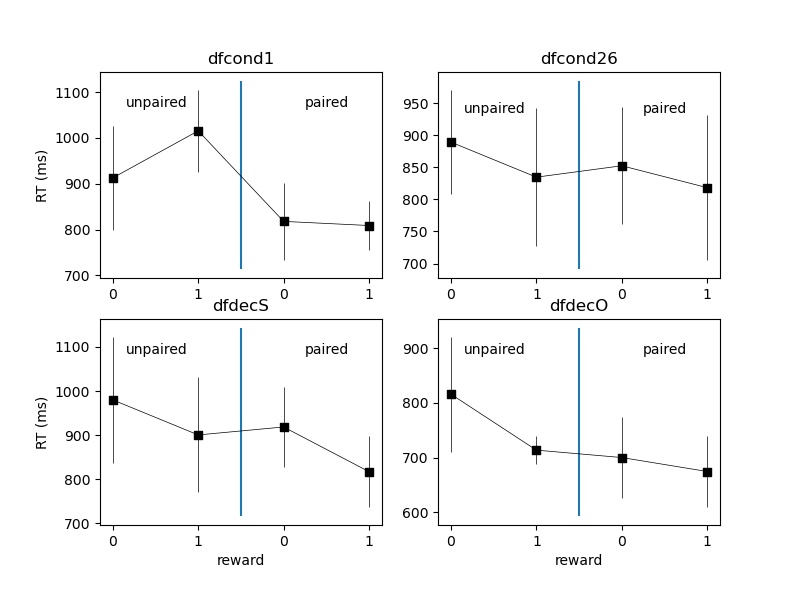 dfcond1
dfcond26
1100
unpaired
paired
1000
RT (ms)
900
800
700
0 1 0 1
950
unpaired
paired
900
850
800
750
700
0 1 0 1
dfdecS
dfdecO
1100
unpaired
paired
1000
RT (ms)
900
800
700
0 1 0 1
reward
900
unpaired
paired
800
700
600
0 1 0 1
reward